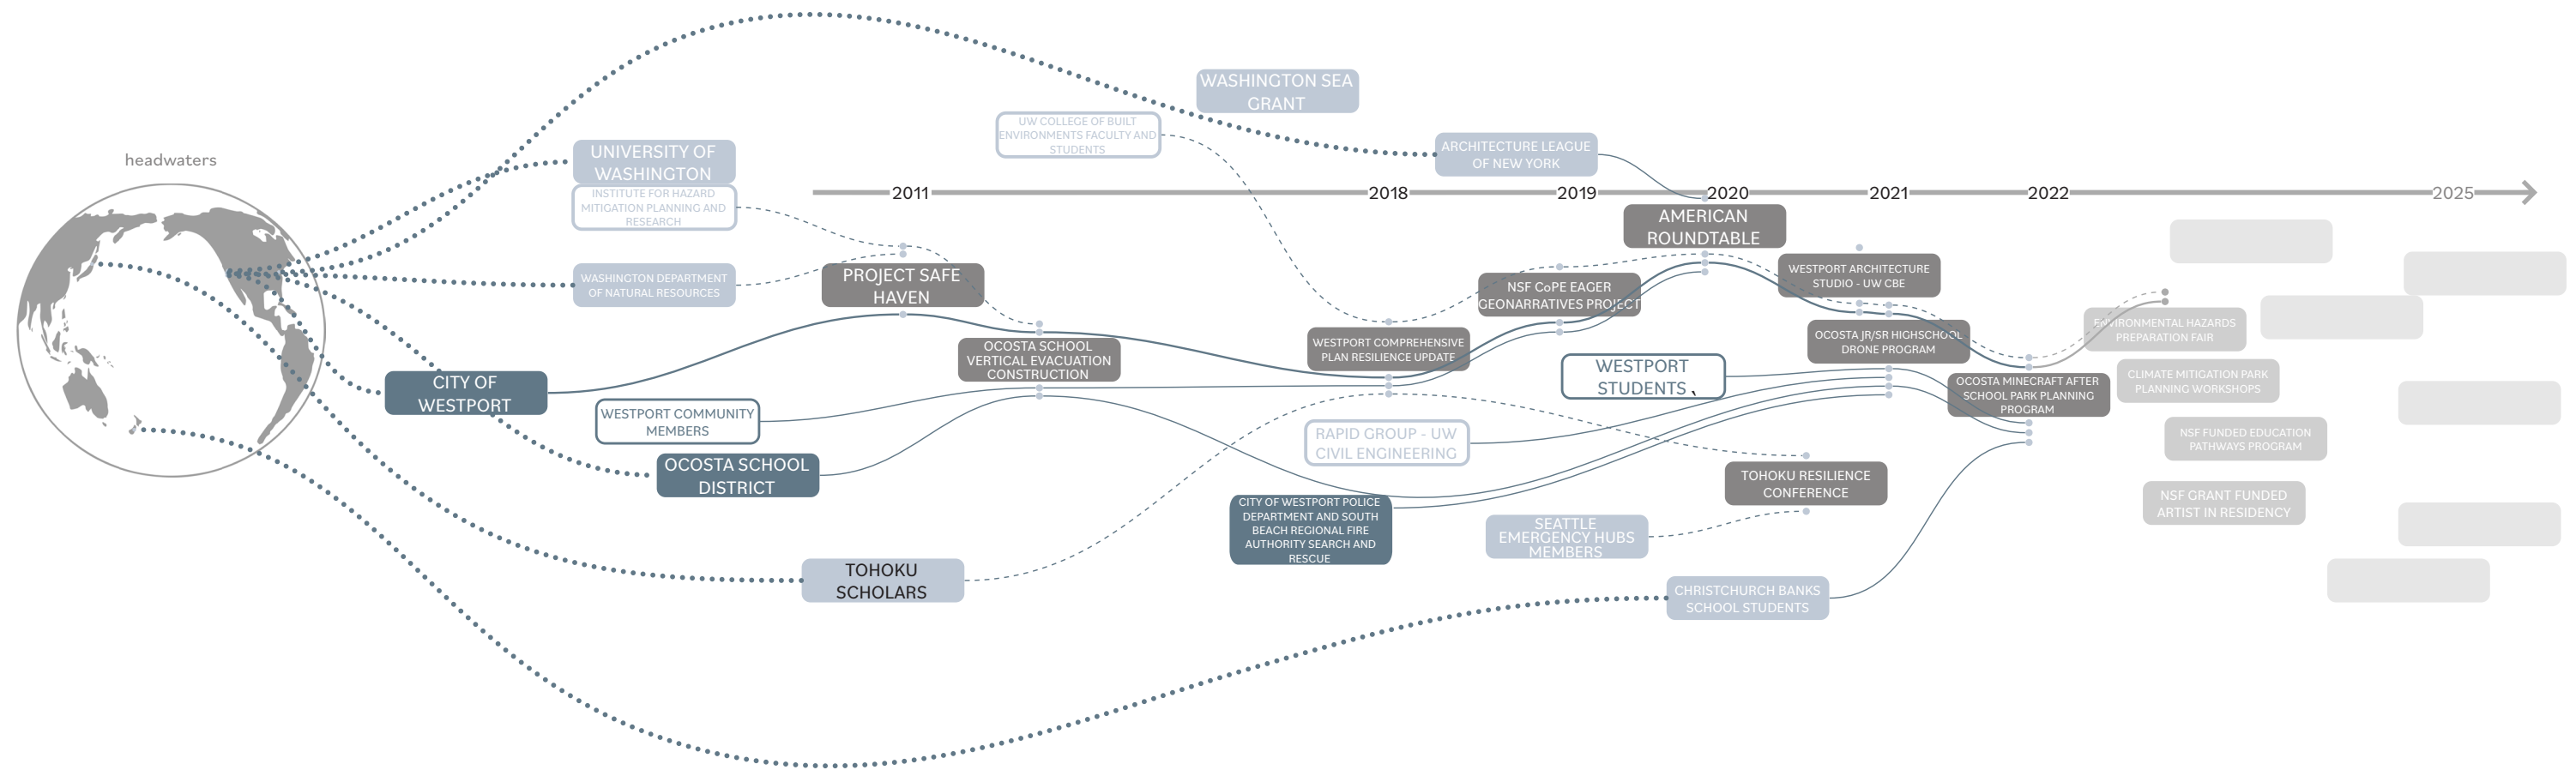 headwaters
UNIVERSITY OF
WASHINGTON
INSTITUTE FOR HAZARD
MITIGATION PLANNING AND
RESEARCH
WASHINGTON DEPARTMENT
OF NATURAL RESOURCES
CITY OF
WESTPORT
WESTPORT COMMUNITY
MEMBERS
OCOSTA SCHOOL
DISTRICT
TOHOKU
SCHOLARS
UW COLLEGE OF BUILT
ENVIRONMENTS FACULTY AND
STUDENTS
WASHINGTON SEA
GRANT
ARCHITECTURE LEAGUE
OF NEW YORK
2011
2018
2019
2020
2021
2022
2025
PROJECT SAFE
HAVEN
OCOSTA SCHOOL
VERTICAL EVACUATION
CONSTRUCTION
WESTPORT COMPREHENSIVE
PLAN RESILIENCE UPDATE
NSF CoPE EAGER
GEONARRATIVES PROJECT
AMERICAN
ROUNDTABLE
WESTPORT ARCHITECTURE
STUDIO - UW CBE
OCOSTA JR/SR HIGHSCHOOL
DRONE PROGRAM
WESTPORT
STUDENTS
RAPID GROUP - UW
CIVIL ENGINEERING
CITY OF WESTPORT POLICE
DEPARTMENT AND SOUTH
BEACH REGIONAL FIRE
AUTHORITY SEARCH AND
RESCUE
SEATTLE
EMERGENCY HUBS
MEMBERS
TOHOKU RESILIENCE
CONFERENCE
CHRISTCHURCH BANKS
SCHOOL STUDENTS
OCOSTA MINECRAFT AFTER
SCHOOL PARK PLANNING
PROGRAM
ENVIRONMENTAL HAZARDS
PREPARATION FAIR
CLIMATE MITIGATION PARK
PLANNING WORKSHOPS
NSF FUNDED EDUCATION
PATHWAYS PROGRAM
NSF GRANT FUNDED
ARTIST IN RESIDENCY